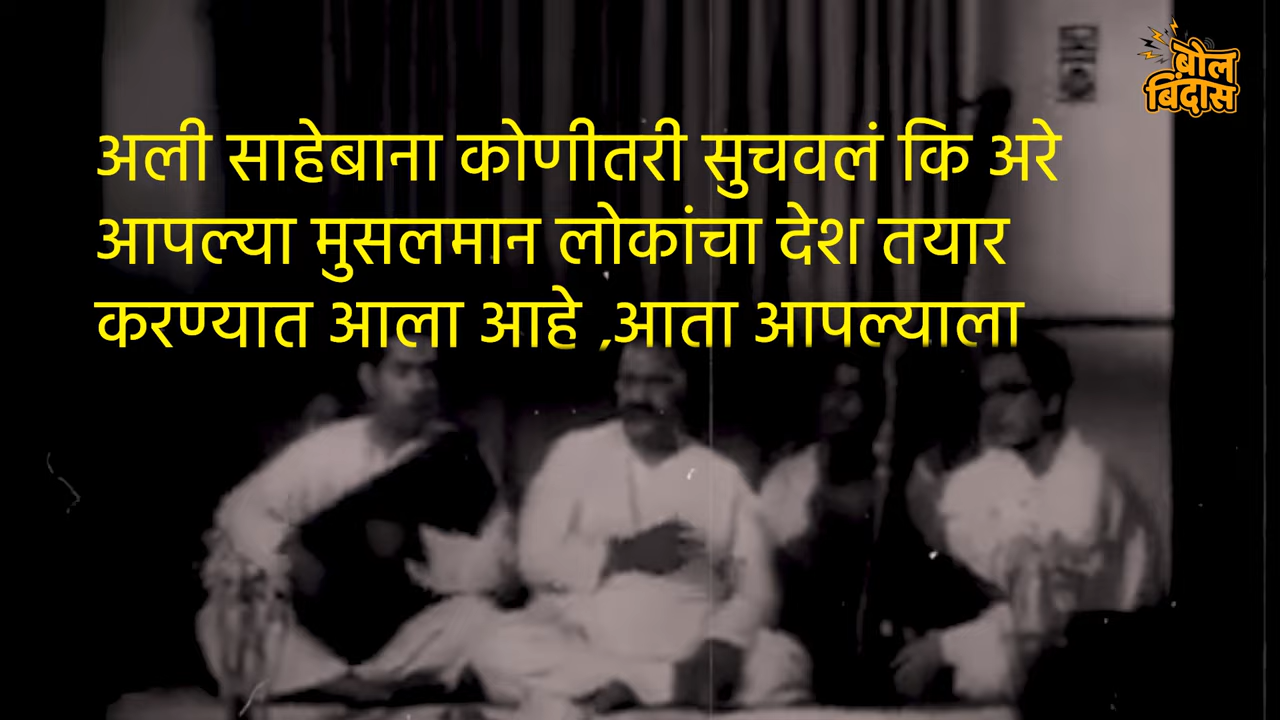 बोल
बिंदास
अली साहेबाना कोणीतरी सुचवलं कि अरे
आपल्या मुसलमान लोकांचा देश तयार
करण्यात आला आहे ,आता आपल्याला